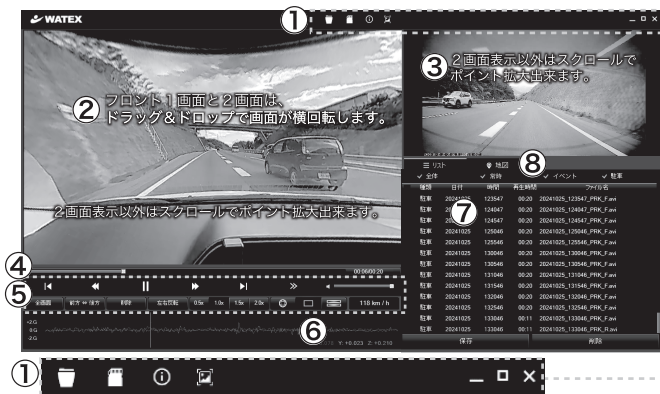 WATEX
①
②
フロント1画面と2画面は、
ドラッグ&ドロップで画面が横回転します。
2画面表示以外はスクロールでポイント拡大出来ます。
③
2画面表示以外はスクロールで
ポイント拡大出来ます。
リスト 地図
⑧
全体 常時 イベント 駐車
種類 日付 時間 再生時間 ファイル名
⑦
駐車 20241025 123547 00:20 20241025_123547_PRK_F.avi
駐車 20241025 124047 00:20 20241025_124047_PRK_F.avi
駐車 20241025 124547 00:20 20241025_124547_PRK_F.avi
駐車 20241025 125046 00:20 20241025_125046_PRK_F.avi
駐車 20241025 125546 00:20 20241025_125546_PRK_F.avi
駐車 20241025 130046 00:20 20241025_130046_PRK_F.avi
駐車 20241025 130546 00:20 20241025_130546_PRK_F.avi
駐車 20241025 131046 00:20 20241025_131046_PRK_F.avi
駐車 20241025 131546 00:20 20241025_131546_PRK_F.avi
駐車 20241025 132046 00:20 20241025_132046_PRK_F.avi
駐車 20241025 132546 00:20 20241025_132546_PRK_F.avi
駐車 20241025 133046 00:11 20241025_133046_PRK_F.avi
駐車 20241025 133046 00:11 20241025_133046_PRK_R.avi
保存 削除
④
00:06/00:20
⑤
全画面 前方 ⇔ 後方 削除 左右反転 0.5x 1.0x 1.5x 2.0x 118 km / h
⑥
+2.G
0.G
-2.G
Y: +0.023 Z: +0.210
①